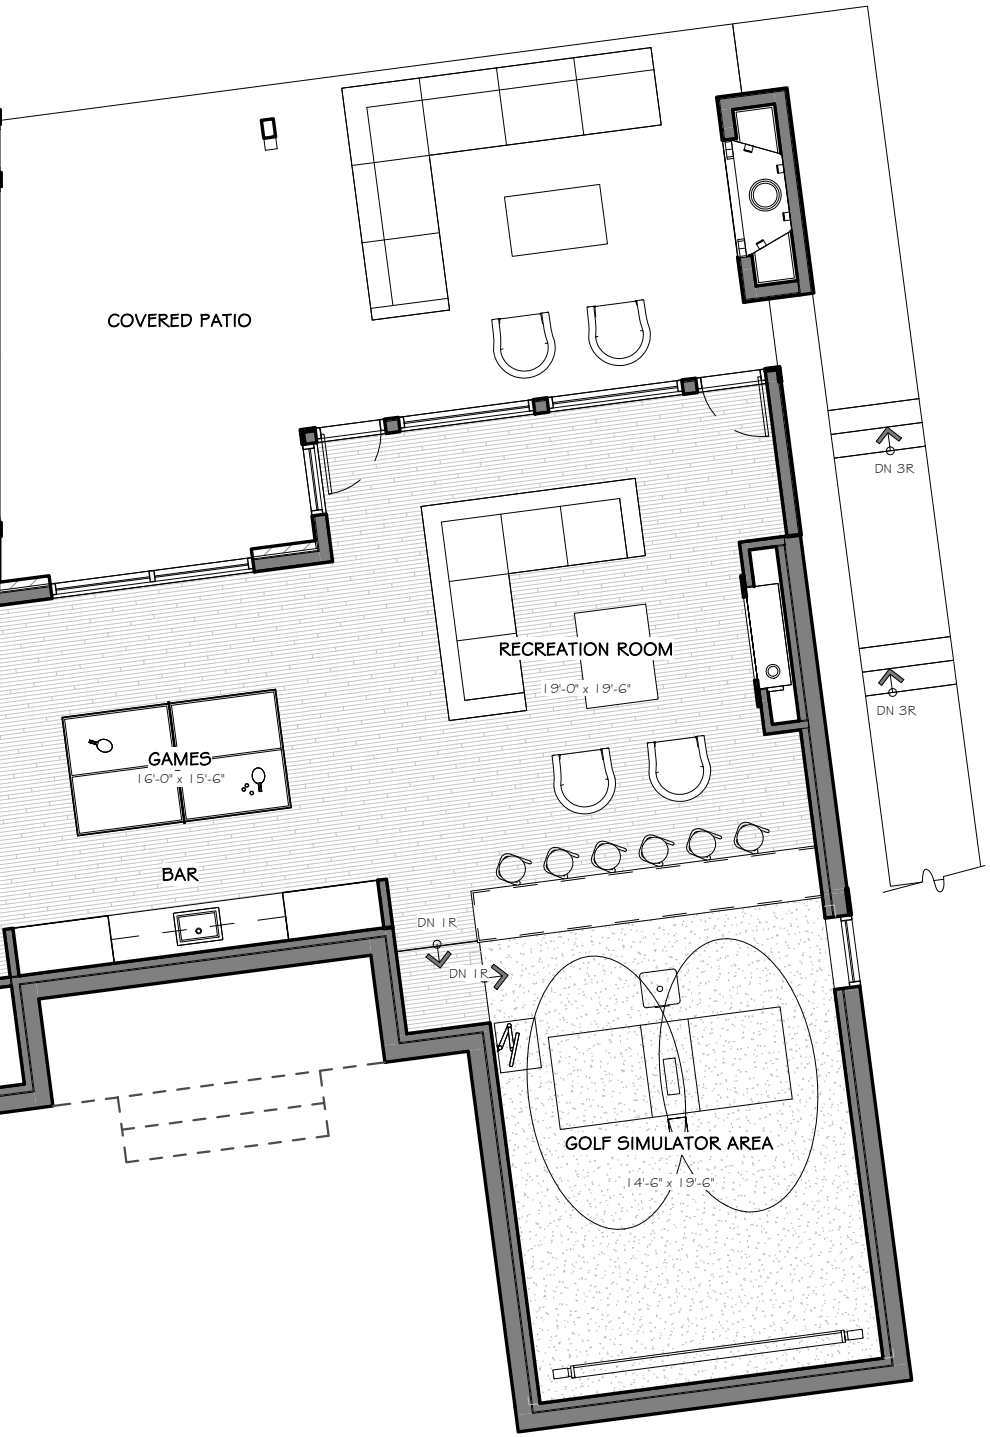 COVERED PATIO
DN 3R
RECREATION ROOM
19'-0" x 19'-6"
DN 3R
GAMES
16'-0" x 15'-6"
BAR
DN 1R
DN 1R
GOLF SIMULATOR AREA
14'-6" x 19'-6"